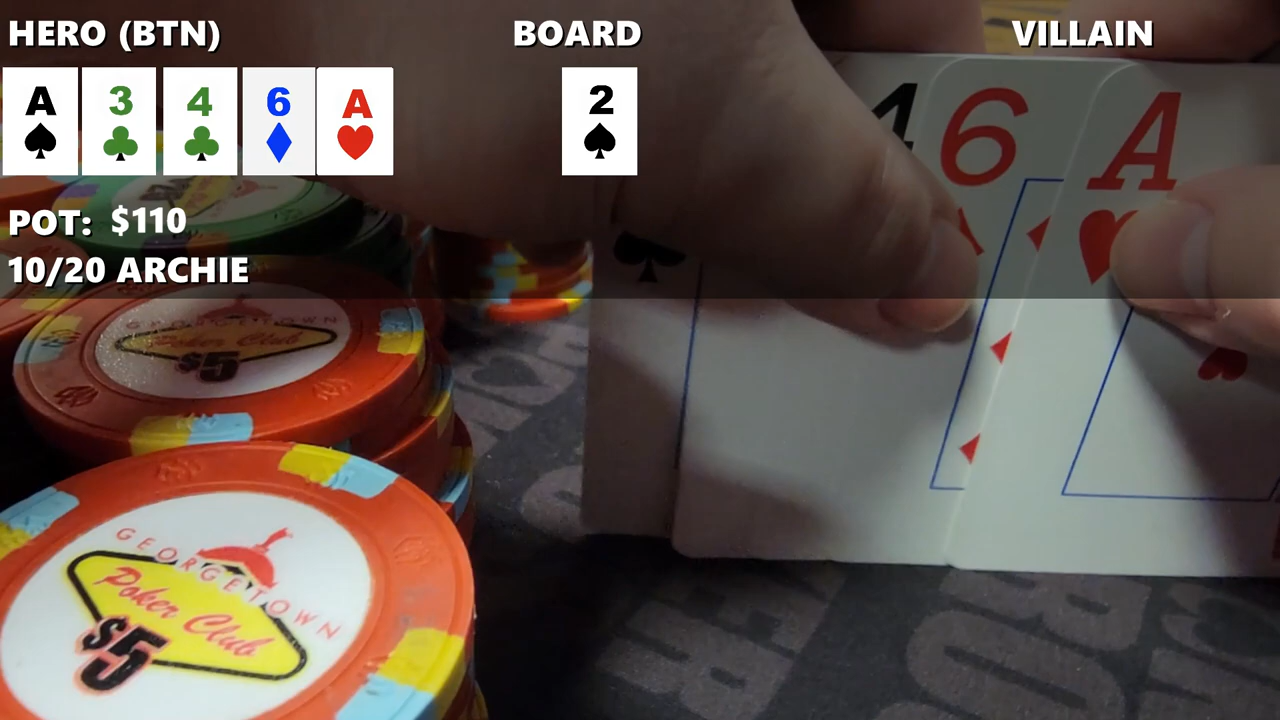 HERO (BTN)
BOARD
VILLAIN
A
3
4
6
A
2
4
6
A
POT: $110
10/20 ARCHIE
GEORGETOWN
Poker Club
$5
GEORGETOWN
Poker Club
$5